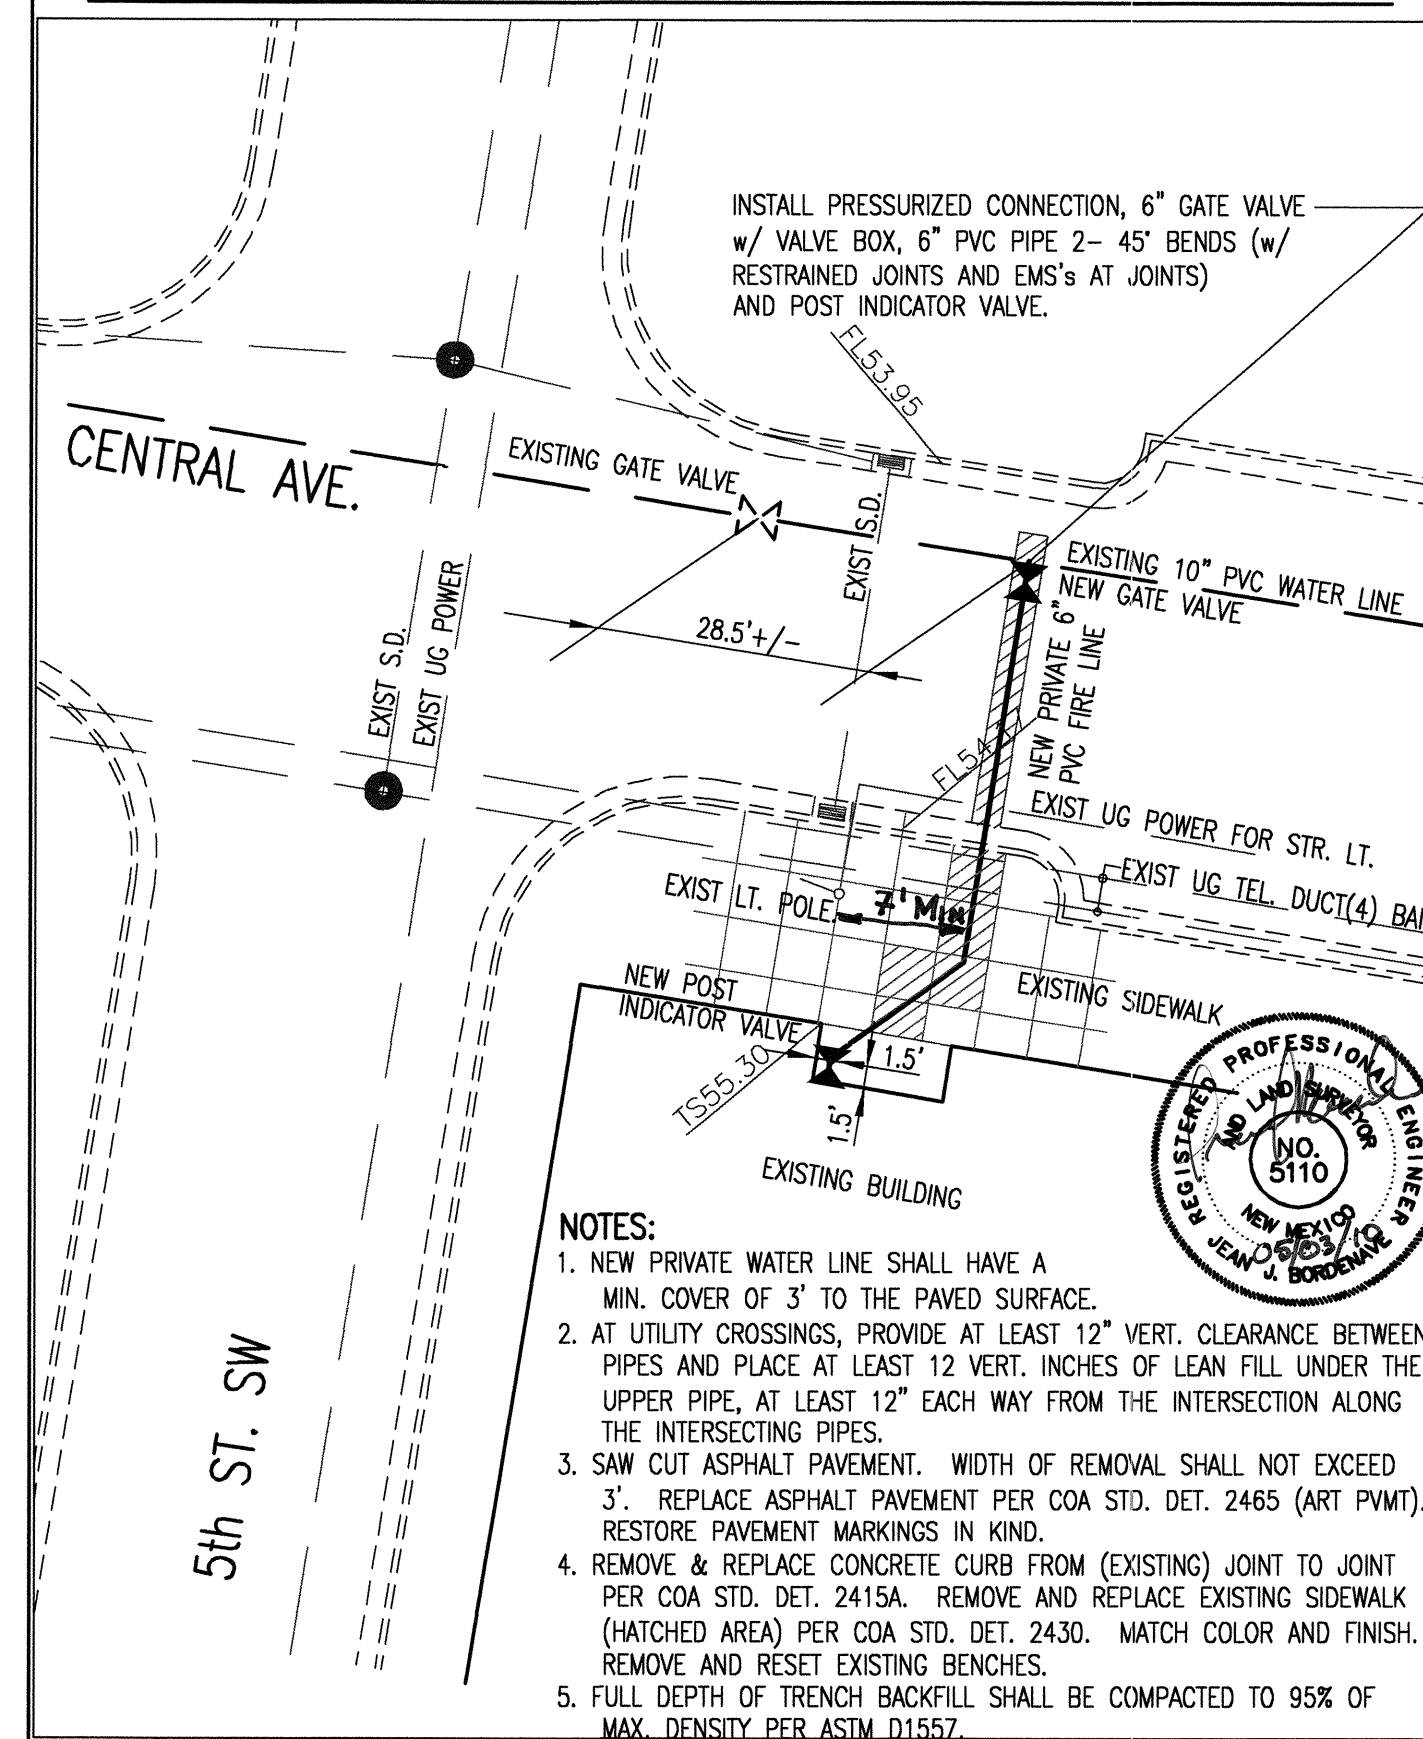 INSTALL PRESSURIZED CONNECTION, 6" GATE VALVE
w/ VALVE BOX, 6" PVC PIPE 2– 45° BENDS (w/
RESTRAINED JOINTS AND EMS's AT JOINTS)
AND POST INDICATOR VALVE.
FL53.95
CENTRAL AVE.
EXISTING GATE VALVE
EXIST S.D.
EXISTING 10" PVC WATER LINE
NEW GATE VALVE
28.5'+/–
NEW PRIVATE 6"
PVC FIRE LINE
EXIST S.D.
EXIST UG POWER
EXIST UG POWER FOR STR. LT.
EXIST UG TEL. DUCT(4)
EXIST LT. POLE
7' MIN
NEW POST
INDICATOR VALVE
EXISTING SIDEWALK
1.5'
TS55.30
1.5'
EXISTING BUILDING
REGISTERED PROFESSIONAL ENGINEER
AND LAND SURVEYOR
NO.
5110
NEW MEXICO
05/03/10
JEAN J. BORDENAVE
5th ST. SW
NOTES:
1. NEW PRIVATE WATER LINE SHALL HAVE A
MIN. COVER OF 3' TO THE PAVED SURFACE.
2. AT UTILITY CROSSINGS, PROVIDE AT LEAST 12" VERT. CLEARANCE BETWEEN
PIPES AND PLACE AT LEAST 12 VERT. INCHES OF LEAN FILL UNDER THE
UPPER PIPE, AT LEAST 12" EACH WAY FROM THE INTERSECTION ALONG
THE INTERSECTING PIPES.
3. SAW CUT ASPHALT PAVEMENT. WIDTH OF REMOVAL SHALL NOT EXCEED
3'. REPLACE ASPHALT PAVEMENT PER COA STD. DET. 2465 (ART PVMT).
RESTORE PAVEMENT MARKINGS IN KIND.
4. REMOVE & REPLACE CONCRETE CURB FROM (EXISTING) JOINT TO JOINT
PER COA STD. DET. 2415A. REMOVE AND REPLACE EXISTING SIDEWALK
(HATCHED AREA) PER COA STD. DET. 2430. MATCH COLOR AND FINISH.
REMOVE AND RESET EXISTING BENCHES.
5. FULL DEPTH OF TRENCH BACKFILL SHALL BE COMPACTED TO 95% OF
MAX. DENSITY PER ASTM D1557.